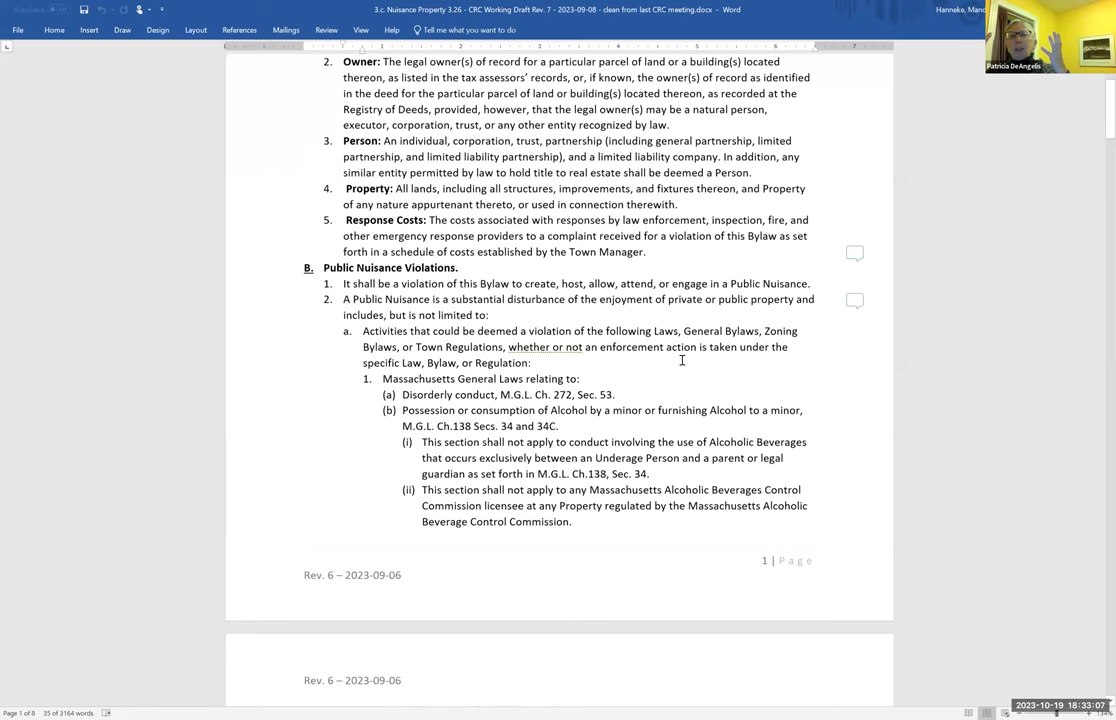 AutoSave
3.c. Nuisance Property 3.26 - CRC Working Draft Rev. 7 - 2023-09-08 - clean from last CRC meeting.docx - Word
Hanneke,
File Home Insert Draw Design Layout References Mailings Review View Help Tell me what you want to do
Patricia DeAngelis
1 2 3 4 5 6 7
2. Owner: The legal owner(s) of record for a particular parcel of land or a building(s) located
thereon, as listed in the tax assessors’ records, or, if known, the owner(s) of record as identified
in the deed for the particular parcel of land or building(s) located thereon, as recorded at the
Registry of Deeds, provided, however, that the legal owner(s) may be a natural person,
executor, corporation, trust, or any other entity recognized by law.
3. Person: An individual, corporation, trust, partnership (including general partnership, limited
partnership, and limited liability partnership), and a limited liability company. In addition, any
similar entity permitted by law to hold title to real estate shall be deemed a Person.
4. Property: All lands, including all structures, improvements, and fixtures thereon, and Property
of any nature appurtenant thereto, or used in connection therewith.
5. Response Costs: The costs associated with responses by law enforcement, inspection, fire, and
other emergency response providers to a complaint received for a violation of this Bylaw as set
forth in a schedule of costs established by the Town Manager.
B. Public Nuisance Violations.
1. It shall be a violation of this Bylaw to create, host, allow, attend, or engage in a Public Nuisance.
2. A Public Nuisance is a substantial disturbance of the enjoyment of private or public property and
includes, but is not limited to:
a. Activities that could be deemed a violation of the following Laws, General Bylaws, Zoning
Bylaws, or Town Regulations, whether or not an enforcement action is taken under the
specific Law, Bylaw, or Regulation:
1. Massachusetts General Laws relating to:
(a) Disorderly conduct, M.G.L. Ch. 272, Sec. 53.
(b) Possession or consumption of Alcohol by a minor or furnishing Alcohol to a minor,
M.G.L. Ch.138 Secs. 34 and 34C.
(i) This section shall not apply to conduct involving the use of Alcoholic Beverages
that occurs exclusively between an Underage Person and a parent or legal
guardian as set forth in M.G.L. Ch.138, Sec. 34.
(ii) This section shall not apply to any Massachusetts Alcoholic Beverages Control
Commission licensee at any Property regulated by the Massachusetts Alcoholic
Beverage Control Commission.
1 | Page
Rev. 6 – 2023-09-06
Rev. 6 – 2023-09-06
2023-10-19 18:33:07
Page 1 of 8 35 of 3164 words